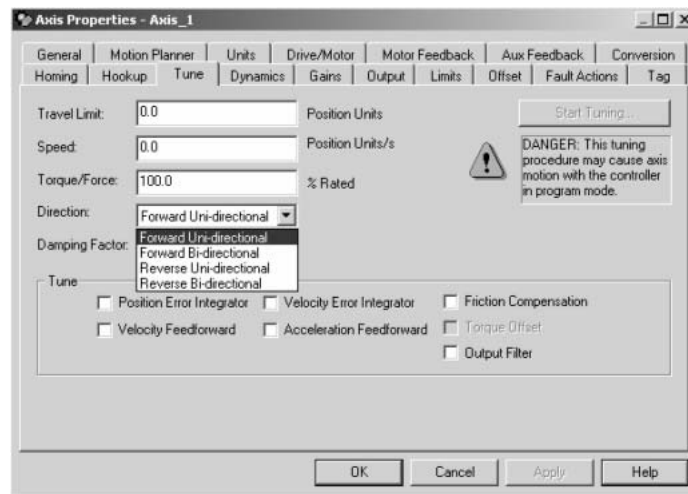 Axis Properties - Axis_1
General Motion Planner Units Drive/Motor Motor Feedback Aux Feedback Conversion
Homing Hookup Tune Dynamics Gains Output Limits Offset Fault Actions Tag
Travel Limit: 0.0 Position Units Start Tuning...
Speed: 0.0 Position Units/s
DANGER: This tuning
procedure may cause axis
motion with the controller
in program mode.
Torque/Force: 100.0 % Rated
Direction: Forward Uni-directional
Damping Factor:
Forward Uni-directional
Forward Bi-directional
Reverse Uni-directional
Reverse Bi-directional
Tune
Position Error Integrator Velocity Error Integrator Friction Compensation
Velocity Feedforward Acceleration Feedforward Torque Offset
Output Filter
OK Cancel Apply Help